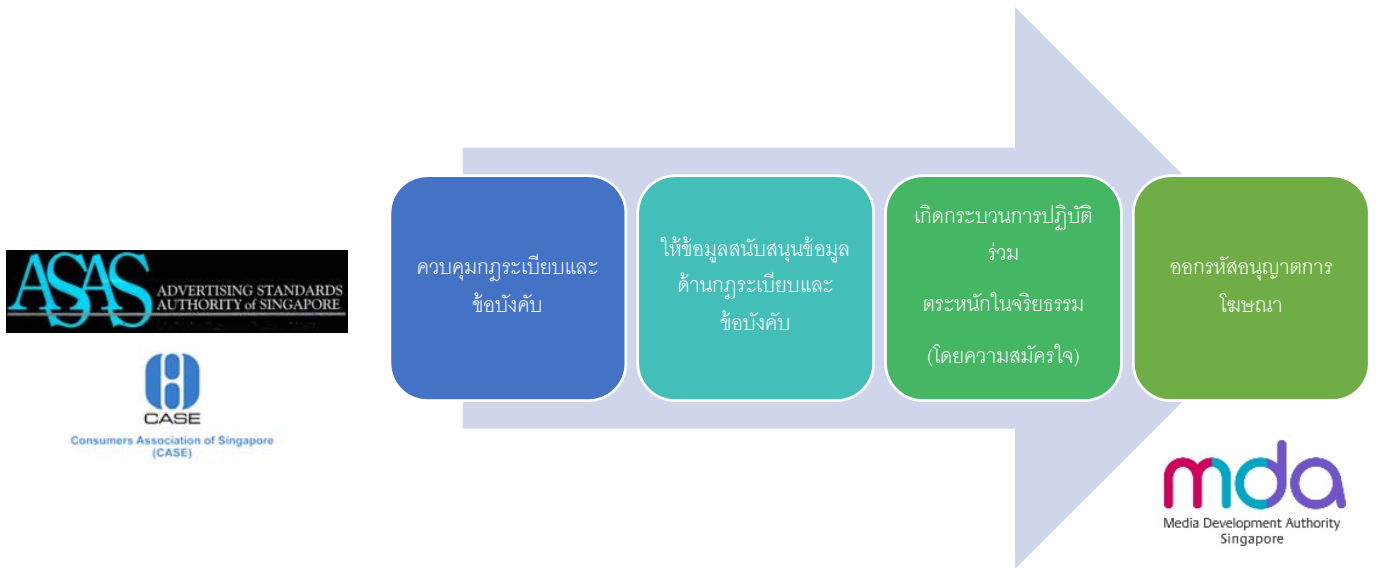 ASAS
ADVERTISING STANDARDS
AUTHORITY of SINGAPORE
CASE
Consumers Association of Singapore
(CASE)
ควบคุมกฎระเบียบและ
ข้อบังคับ
ให้ข้อมูลสนับสนุนข้อมูล
ด้านกฎระเบียบและ
ข้อบังคับ
เกิดกระบวนการปฏิบัติ
ร่วม
ตระหนักในจริยธรรม
(โดยความสมัครใจ)
ออกรหัสอนุญาตการ
โฆษณา
mda
Media Development Authority
Singapore